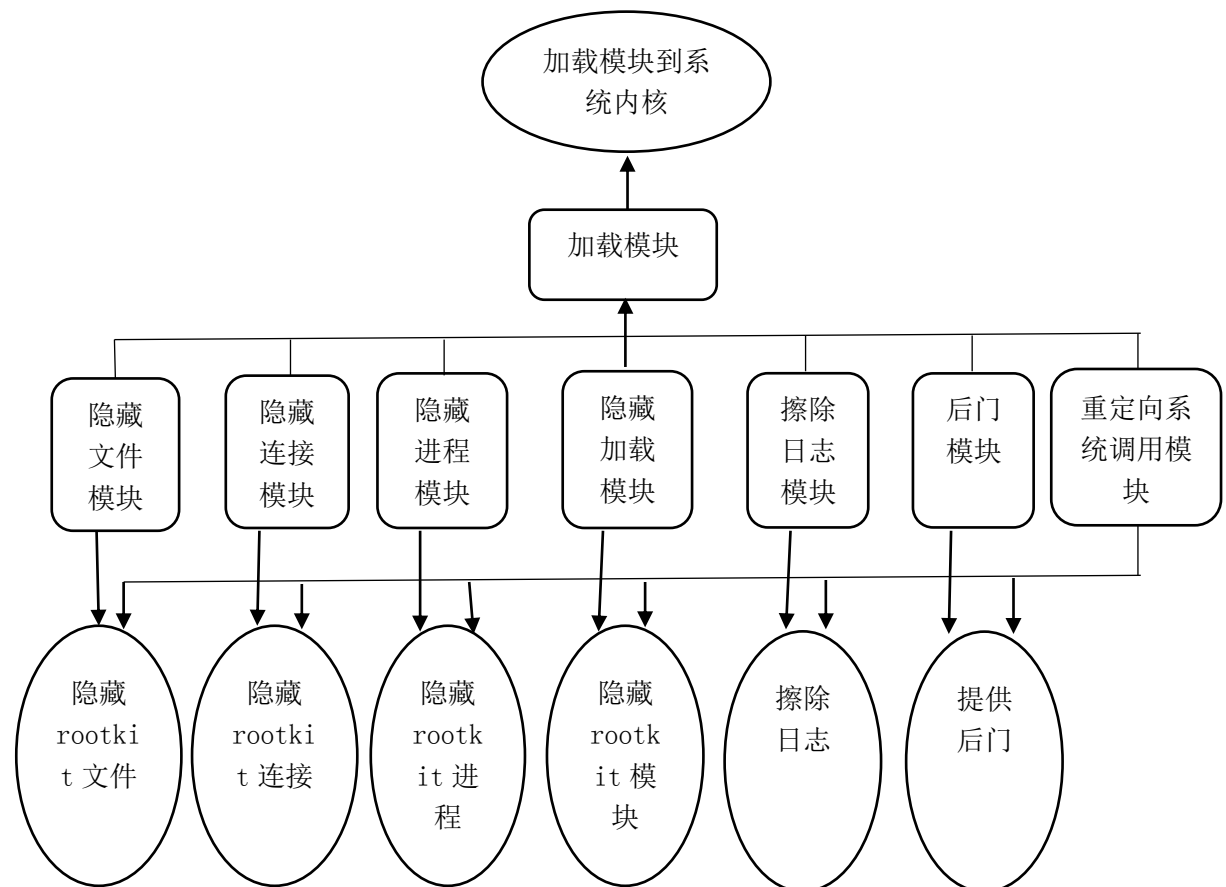 加载模块到系
统内核
加载模块
隐藏
文件
模块
隐藏
连接
模块
隐藏
进程
模块
隐藏
加载
模块
擦除
日志
模块
后门
模块
重定向系
统调用模
块
隐藏
rootki
t 文件
隐藏
rootki
t 连接
隐藏
rootk
it 进
程
隐藏
rootk
it 模
块
擦除
日志
提供
后门